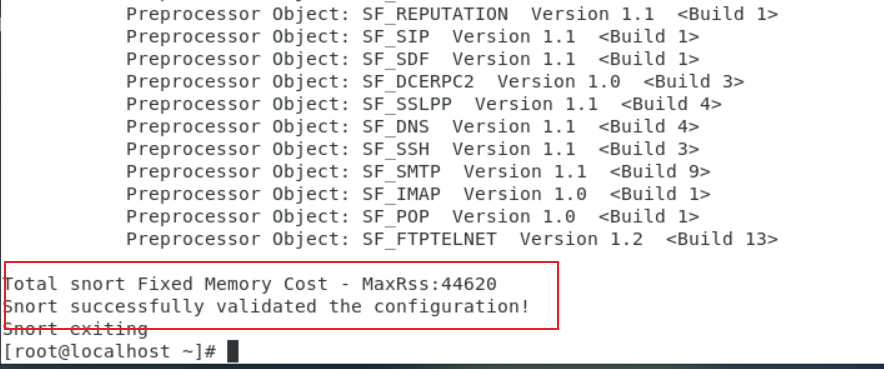 Preprocessor Object: SF_REPUTATION  Version 1.1  <Build 1>
Preprocessor Object: SF_SIP  Version 1.1  <Build 1>
Preprocessor Object: SF_SDF  Version 1.1  <Build 1>
Preprocessor Object: SF_DCERPC2  Version 1.0  <Build 3>
Preprocessor Object: SF_SSLPP  Version 1.1  <Build 4>
Preprocessor Object: SF_DNS  Version 1.1  <Build 4>
Preprocessor Object: SF_SSH  Version 1.1  <Build 3>
Preprocessor Object: SF_SMTP  Version 1.1  <Build 9>
Preprocessor Object: SF_IMAP  Version 1.0  <Build 1>
Preprocessor Object: SF_POP  Version 1.0  <Build 1>
Preprocessor Object: SF_FTPTELNET  Version 1.2  <Build 13>
Total snort Fixed Memory Cost - MaxRss:44620
Snort successfully validated the configuration!
Snort exiting
[root@localhost ~]#